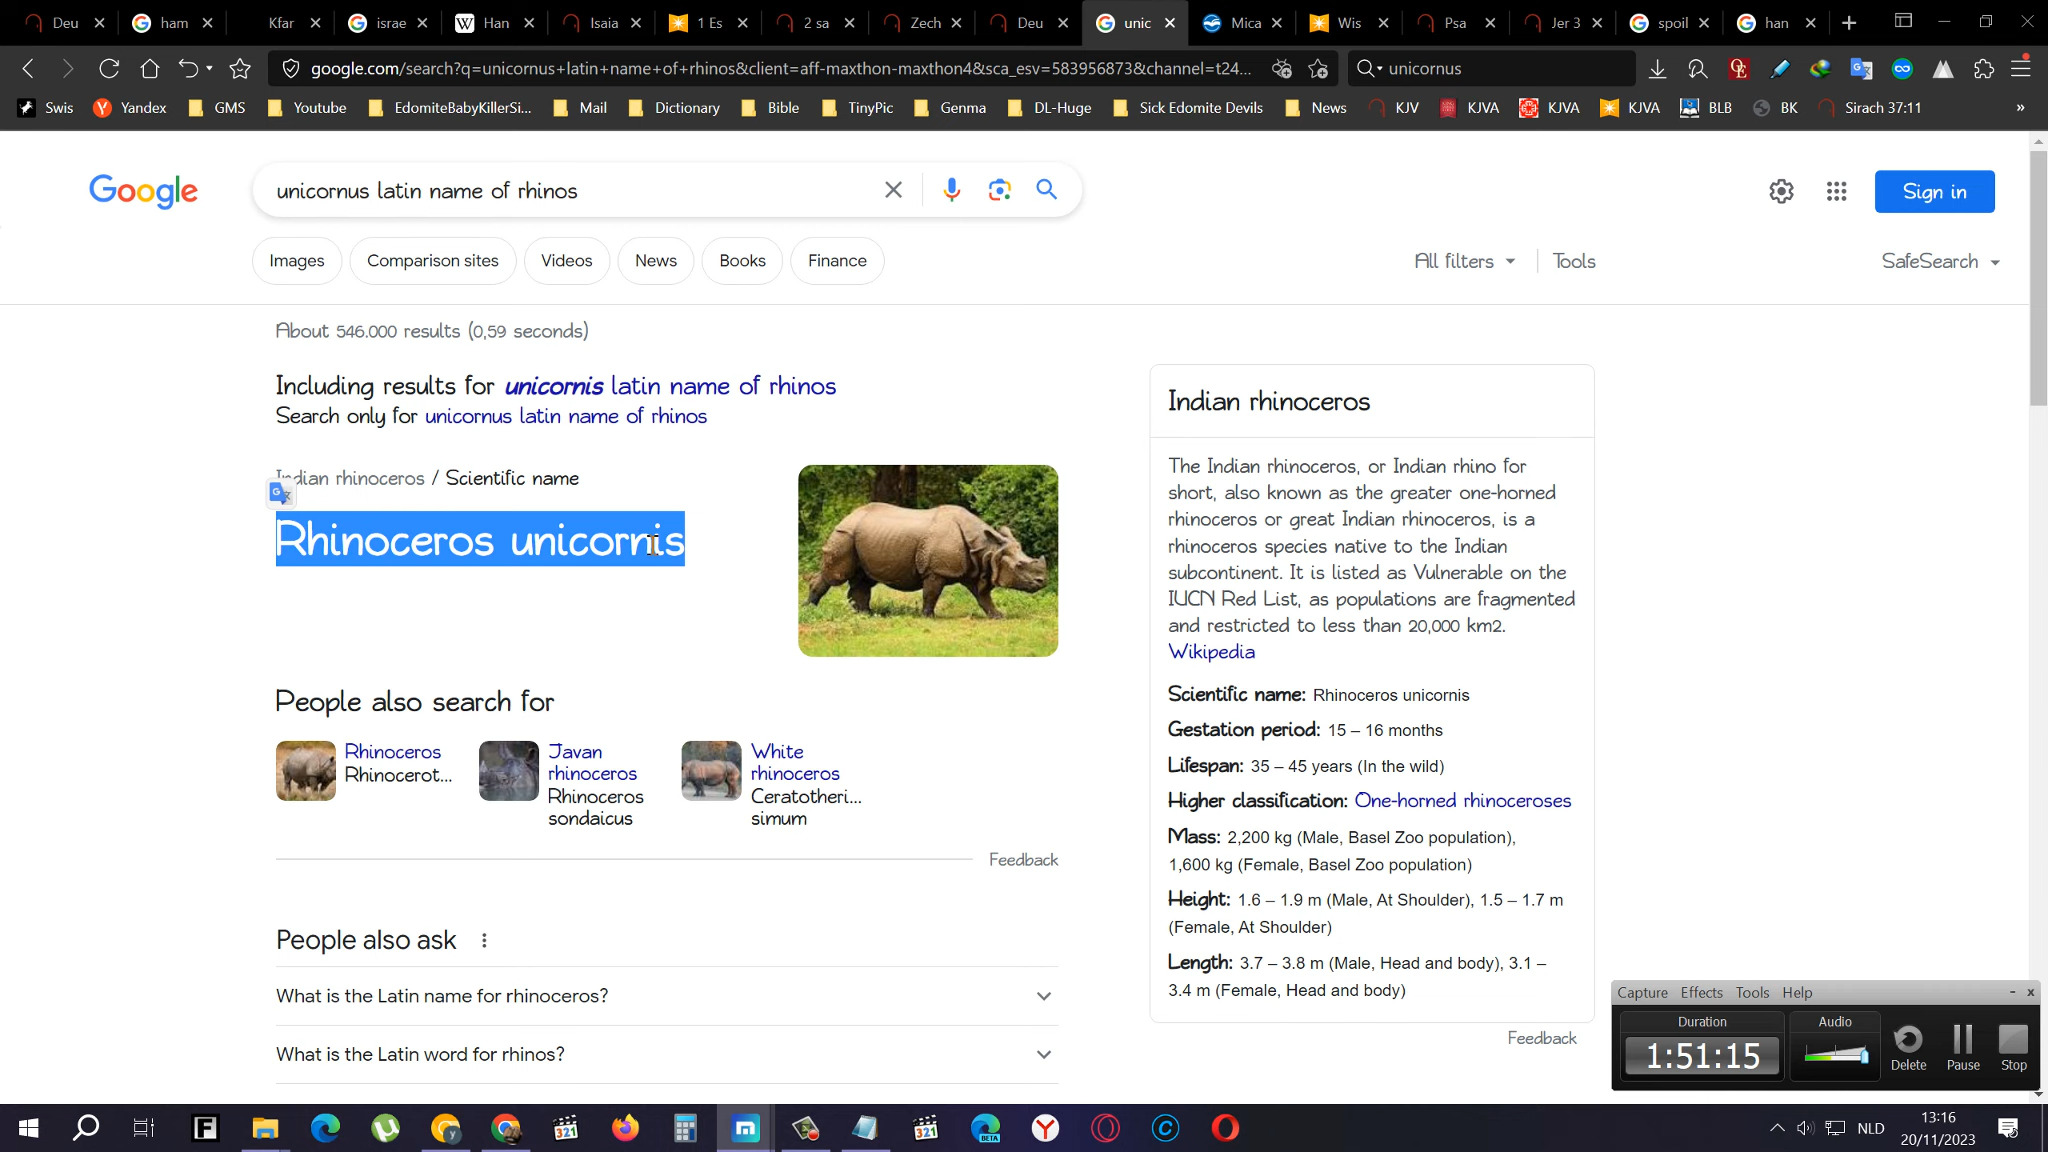 Deu
ham
Kfar
israe
Han
Isaia
1 Es
2 sa
Zech
Deu
unic
Mica
Wis
Psa
Jer 3
spoil
han
google.com/search?q=unicornus+latin+name+of+rhinos&client=aff-maxthon-maxthon4&sca_esv=583956873&channel=t24...
unicornus
Swis
Yandex
GMS
Youtube
EdomiteBabyKillerSi...
Mail
Dictionary
Bible
TinyPic
Genma
DL-Huge
Sick Edomite Devils
News
KJV
KJVA
KJVA
KJVA
BLB
BK
Sirach 37:11
Google
unicornus latin name of rhinos
Sign in
Images
Comparison sites
Videos
News
Books
Finance
All filters
Tools
SafeSearch
About 546.000 results (0,59 seconds)
Including results for unicornis latin name of rhinos
Search only for unicornus latin name of rhinos
Indian rhinoceros / Scientific name
Rhinoceros unicornis
People also search for
Rhinoceros
Rhinocerot...
Javan
rhinoceros
Rhinoceros
sondaicus
White
rhinoceros
Ceratotheri...
simum
Feedback
People also ask
What is the Latin name for rhinoceros?
What is the Latin word for rhinos?
Indian rhinoceros
The Indian rhinoceros, or Indian rhino for
short, also known as the greater one-horned
rhinoceros or great Indian rhinoceros, is a
rhinoceros species native to the Indian
subcontinent. It is listed as Vulnerable on the
IUCN Red List, as populations are fragmented
and restricted to less than 20,000 km2.
Wikipedia
Scientific name: Rhinoceros unicornis
Gestation period: 15 – 16 months
Lifespan: 35 – 45 years (In the wild)
Higher classification: One-horned rhinoceroses
Mass: 2,200 kg (Male, Basel Zoo population),
1,600 kg (Female, Basel Zoo population)
Height: 1.6 – 1.9 m (Male, At Shoulder), 1.5 – 1.7 m
(Female, At Shoulder)
Length: 3.7 – 3.8 m (Male, Head and body), 3.1 –
3.4 m (Female, Head and body)
Feedback
Capture Effects Tools Help
Duration
1:51:15
Audio
Delete
Pause
Stop
NLD
13:16
20/11/2023